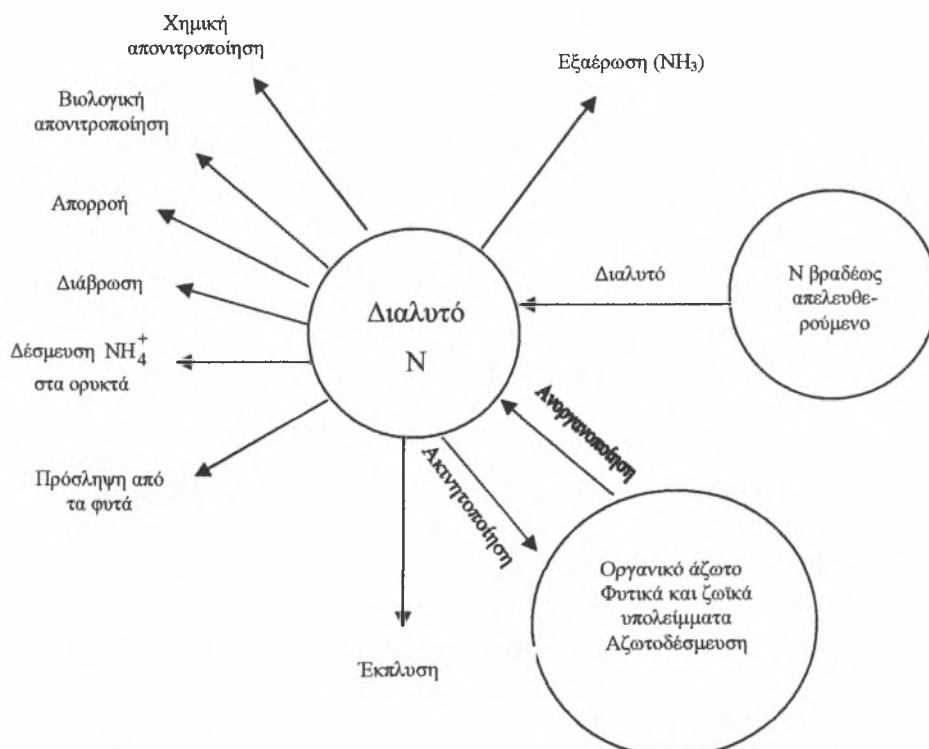 Χημική
απονιτροποίηση
Εξαέρωση (NH₃)
Βιολογική
απονιτροποίηση
Απορροή
Διάβρωση
Δέσμευση NH₄⁺
στα ορυκτά
Πρόσληψη από
τα φυτά
Διαλυτό
N
Διαλυτό
N βραδέως
απελευθε-
ρούμενο
Ανοργανοποίηση
Ακινητοποίηση
Έκπλυση
Οργανικό άζωτο
Φυτικά και ζωϊκά
υπολείμματα
Αζωτοδέσμευση